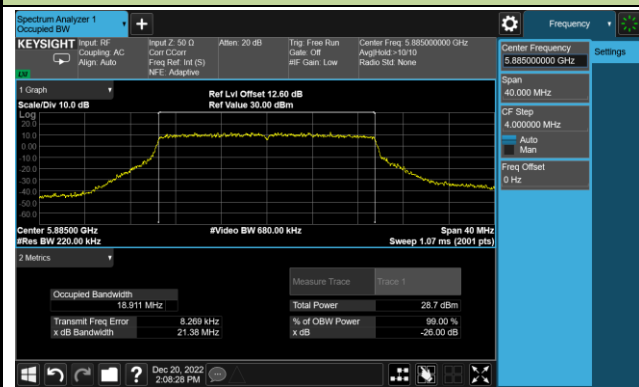 Spectrum Analyzer 1
Occupied BW
+
Frequency
KEYSIGHT
Input: RF
Coupling: AC
Align: Auto
Input Z: 50 Ω
Corr CCorr
Freq Ref: Int (S)
NFE: Adaptive
Atten: 20 dB
Trig: Free Run
Gate: Off
#IF Gain: Low
Center Freq: 5.885000000 GHz
Avg|Hold:>10/10
Radio Std: None
Center Frequency
5.885000000 GHz
Settings
Span
40.000 MHz
CF Step
4.000000 MHz
Auto
Man
Freq Offset
0 Hz
1 Graph
Scale/Div 10.0 dB
Ref Lvl Offset 12.60 dB
Ref Value 30.00 dBm
Log
20.0
10.0
0.00
-10.0
-20.0
-30.0
-40.0
-50.0
-60.0
Center 5.88500 GHz
#Video BW 680.00 kHz
Span 40 MHz
#Res BW 220.00 kHz
Sweep 1.07 ms (2001 pts)
2 Metrics
Measure Trace
Trace 1
Occupied Bandwidth
18.911 MHz
Total Power
28.7 dBm
Transmit Freq Error
8.269 kHz
% of OBW Power
99.00 %
x dB Bandwidth
21.38 MHz
x dB
-26.00 dB
?
Dec 20, 2022
2:08:28 PM